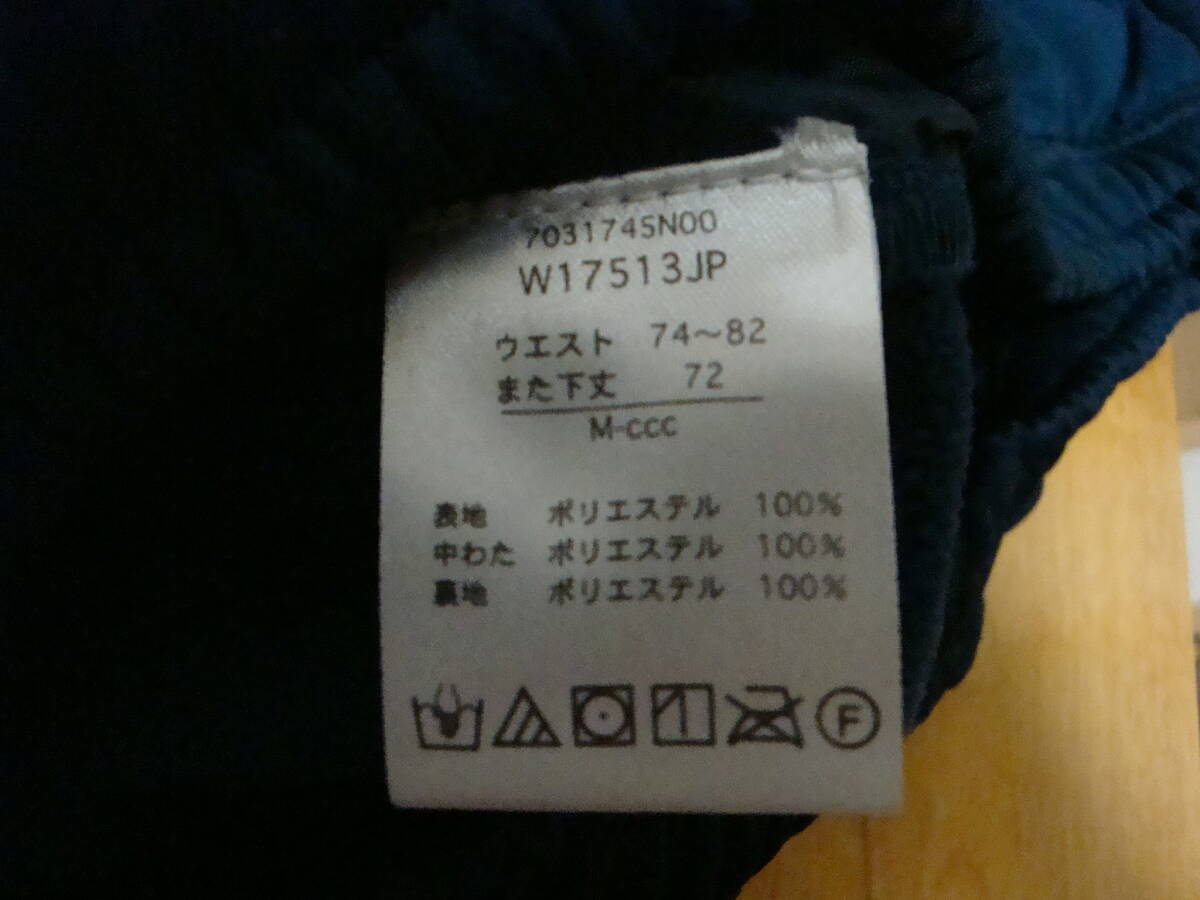 7031745N00
W17513JP
ウエスト 74～82
また下丈 72
M-ccc
表地 ポリエステル 100%
中わた ポリエステル 100%
裏地 ポリエステル 100%
F